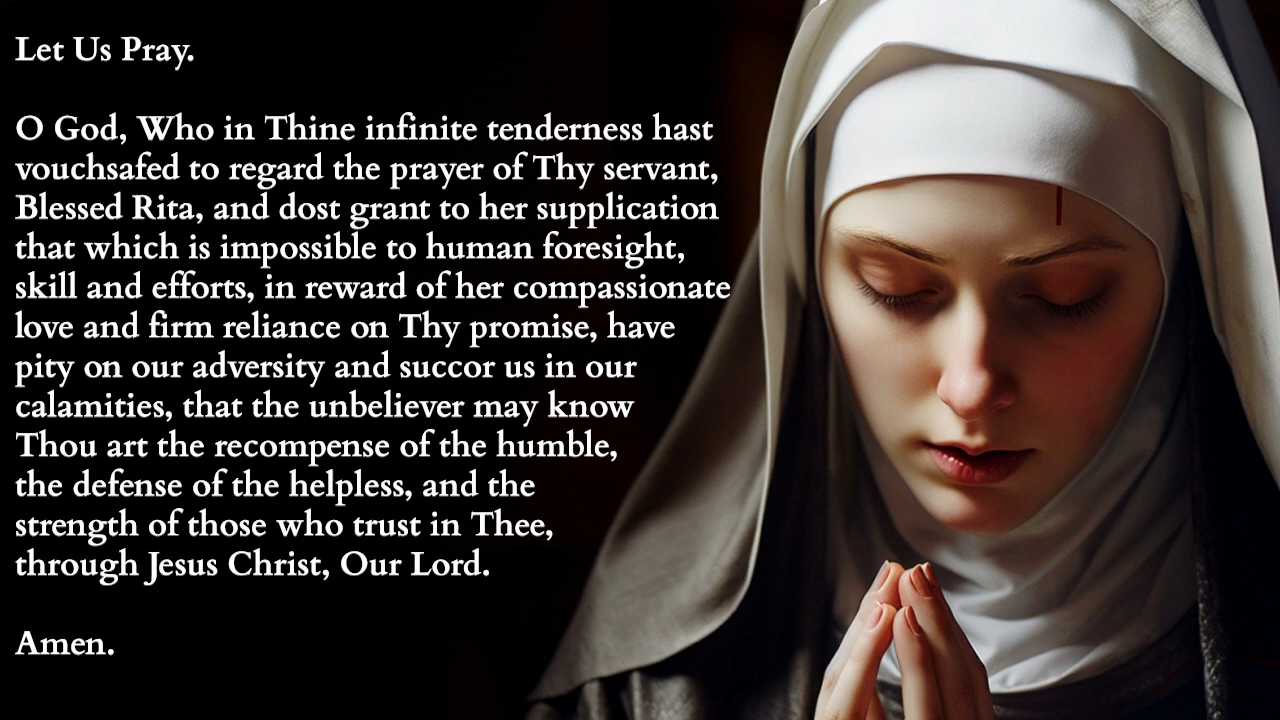 Let Us Pray.
O God, Who in Thine infinite tenderness hast
vouchsafed to regard the prayer of Thy servant,
Blessed Rita, and dost grant to her supplication
that which is impossible to human foresight,
skill and efforts, in reward of her compassionate
love and firm reliance on Thy promise, have
pity on our adversity and succor us in our
calamities, that the unbeliever may know
Thou art the recompense of the humble,
the defense of the helpless, and the
strength of those who trust in Thee,
through Jesus Christ, Our Lord.
Amen.